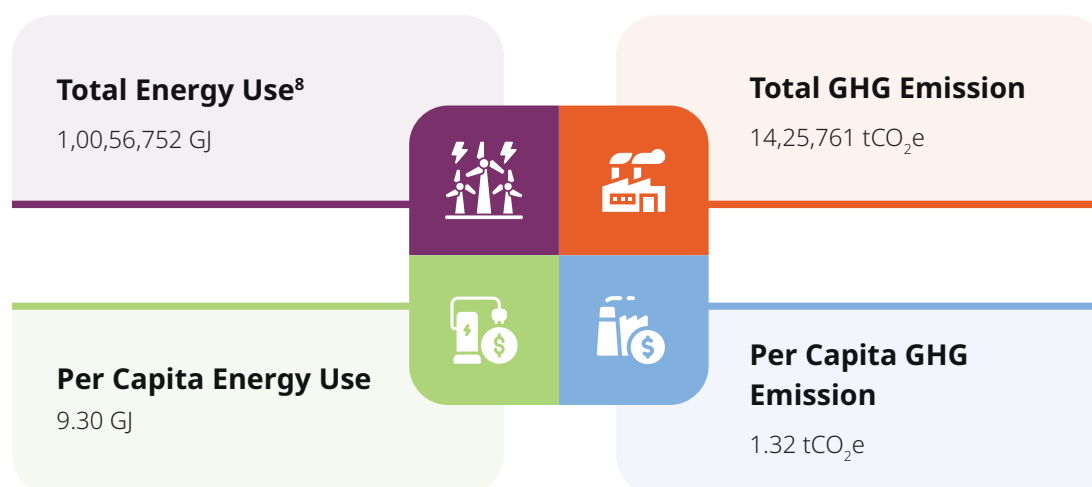 Total Energy Use⁸
1,00,56,752 GJ
Total GHG Emission
14,25,761 tCO₂e
Per Capita Energy Use
9.30 GJ
Per Capita GHG
Emission
1.32 tCO₂e